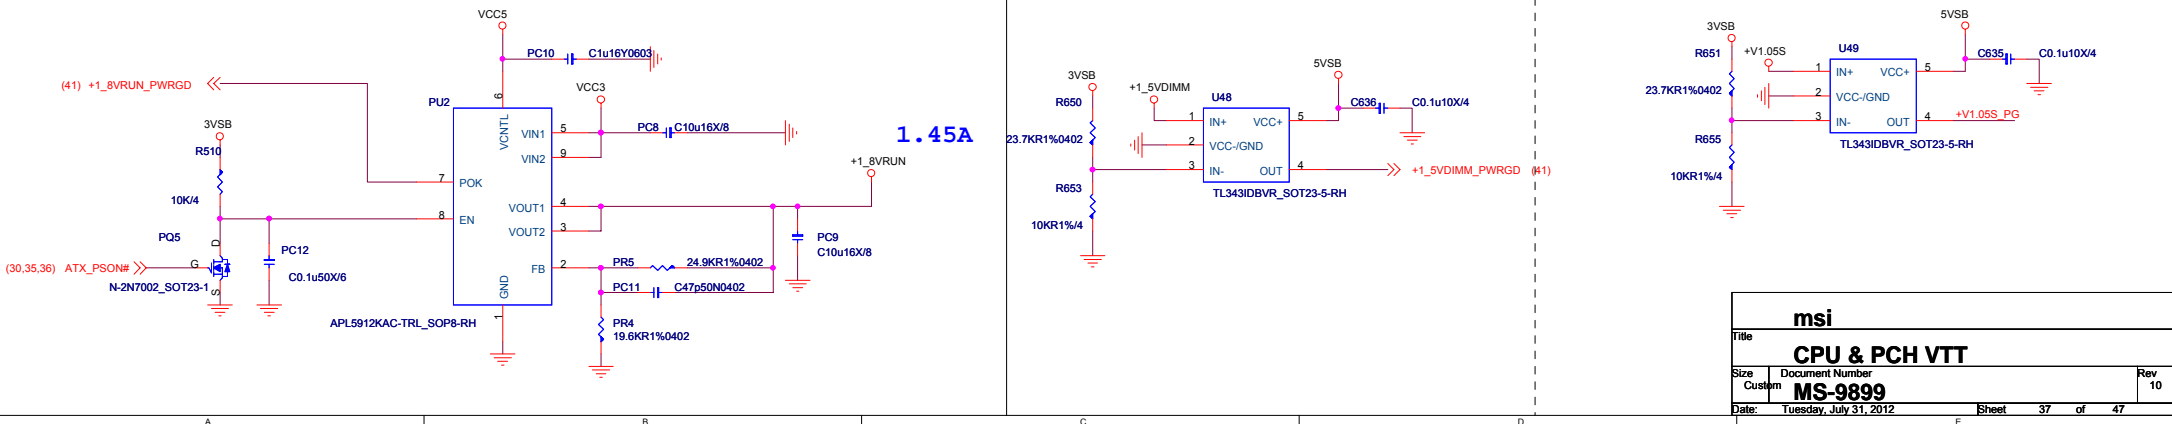 VCC5
PC10 C1u16Y0603
(41) +1_8VRUN_PWRGD
6
VCC3
PU2
VCNTL
3VSB
R510
10K/4
VIN1 5
PC8 C10u16X/8
VIN2 9
1.45A
+1_8VRUN
7 POK
8 EN
VOUT1 4
VOUT2 3
PC9
C10u16X/8
PQ5
D
G
S
PC12
C0.1u50X/6
(30,35,36) ATX_PSON#
N-2N7002_SOT23-1
FB 2
PR5 24.9KR1%0402
PC11 C47p50N0402
GND
1
PR4
19.6KR1%0402
APL5912KAC-TRL_SOP8-RH
3VSB
R650
23.7KR1%0402
R653
10KR1%/4
+1_5VDIMM
U48
5VSB
C636 C0.1u10X/4
1 IN+ VCC+ 5
2 VCC-/GND
3 IN- OUT 4
+1_5VDIMM_PWRGD (41)
TL343IDBVR_SOT23-5-RH
3VSB
R651
23.7KR1%0402
R655
10KR1%/4
+V1.05S
U49
5VSB
C635 C0.1u10X/4
1 IN+ VCC+ 5
2 VCC-/GND
3 IN- OUT 4
+V1.05S_PG
TL343IDBVR_SOT23-5-RH
msi
Title
CPU & PCH VTT
Size Document Number Rev
Custom MS-9899 10
Date: Tuesday, July 31, 2012 Sheet 37 of 47
A B C D E